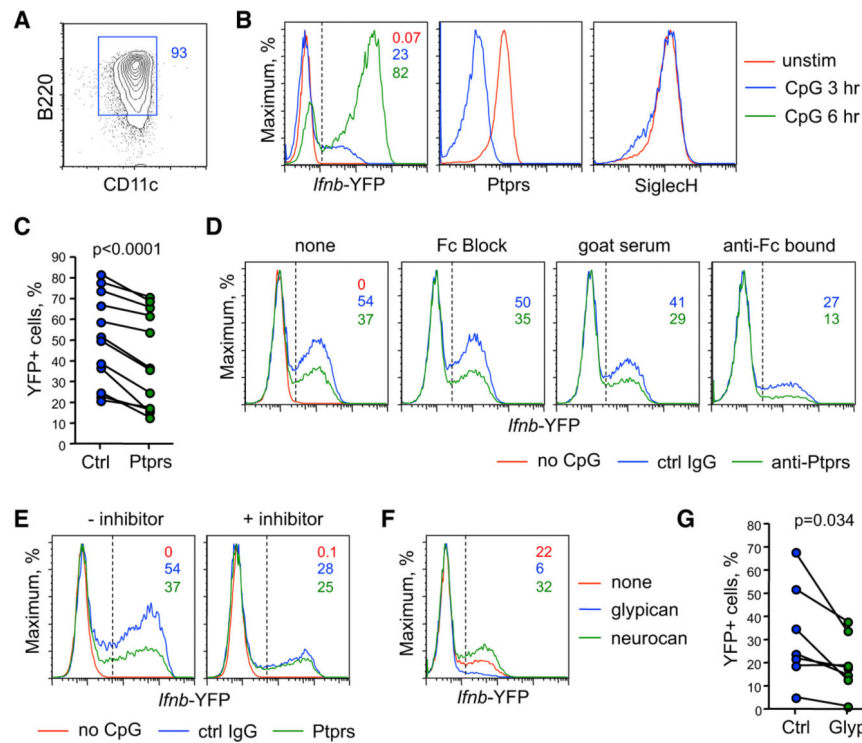 A
B220
93
CD11c
B
Maximum, %
0.07
23
82
Ifnb-YFP
Ptprs
SiglecH
unstim
CpG 3 hr
CpG 6 hr
C
p<0.0001
YFP+ cells, %
90
80
70
60
50
40
30
20
10
0
Ctrl Ptprs
D
none Fc Block goat serum anti-Fc bound
Maximum, %
0
54
37
50
35
41
29
27
13
Ifnb-YFP
no CpG ctrl IgG anti-Ptprs
E
- inhibitor + inhibitor
Maximum, %
0
54
37
0.1
28
25
Ifnb-YFP
no CpG ctrl IgG Ptprs
F
Maximum, %
22
6
32
Ifnb-YFP
none
glypican
neurocan
G
p=0.034
YFP+ cells, %
80
70
60
50
40
30
20
10
0
Ctrl Glyp